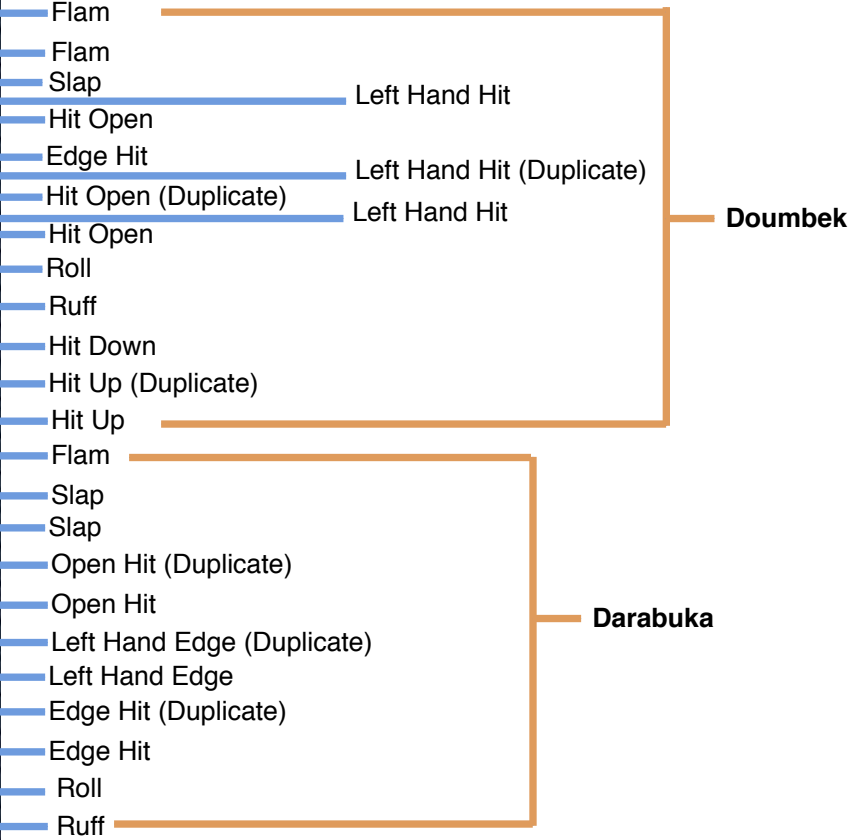 Flam
Flam
Slap
Left Hand Hit
Hit Open
Edge Hit
Left Hand Hit (Duplicate)
Hit Open (Duplicate)
Left Hand Hit
Doumbek
Hit Open
Roll
Ruff
Hit Down
Hit Up (Duplicate)
Hit Up
Flam
Slap
Slap
Open Hit (Duplicate)
Open Hit
Darabuka
Left Hand Edge (Duplicate)
Left Hand Edge
Edge Hit (Duplicate)
Edge Hit
Roll
Ruff